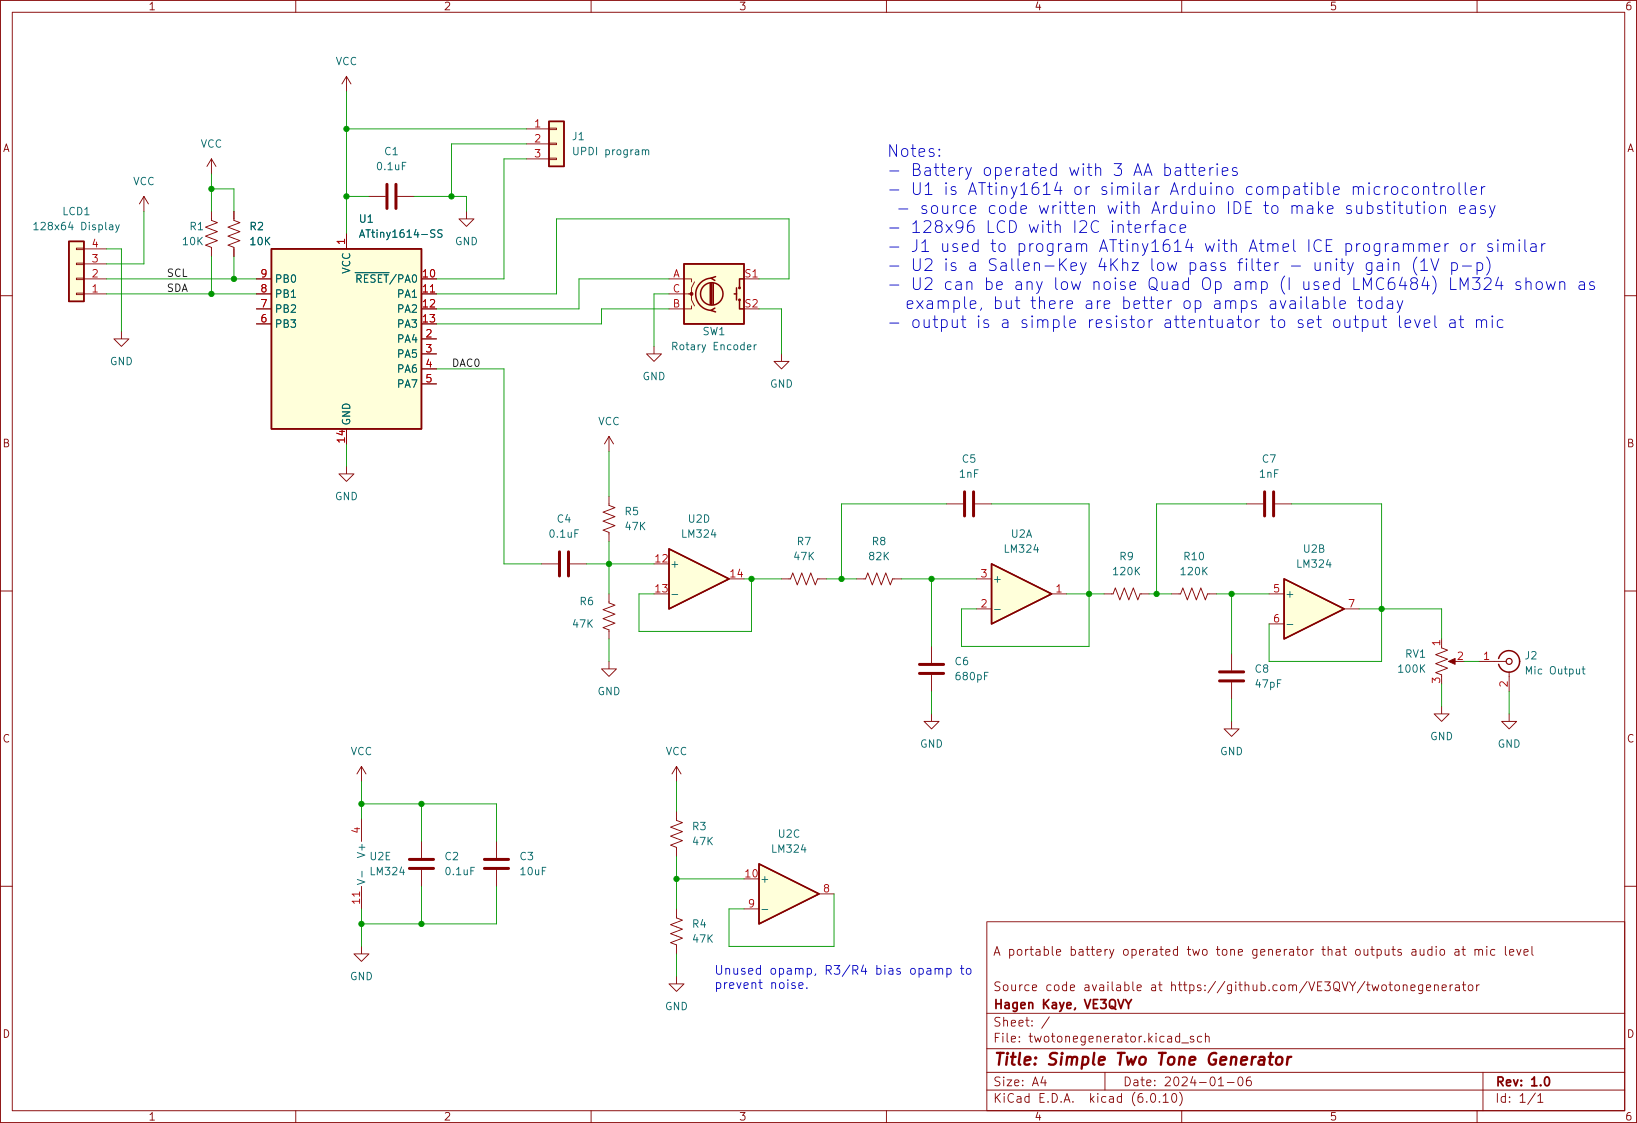 1 2 3 4 5 6
A
B
C
D
VCC
VCC
VCC
LCD1
128x64 Display
4
3
2
1
R1
10K
R2
10K
SCL
SDA
GND
C1
0.1uF
GND
J1
UPDI program
1
2
3
U1
ATtiny1614-SS
VCC
1
9 PB0
8 PB1
7 PB2
6 PB3
RESET/PA0 10
PA1 11
PA2 12
PA3 13
PA4 2
PA5 3
PA6 4
PA7 5
GND
14
GND
DAC0
A
C
B
S1
S2
SW1
Rotary Encoder
GND
GND
Notes:
- Battery operated with 3 AA batteries
- U1 is ATtiny1614 or similar Arduino compatible microcontroller
- source code written with Arduino IDE to make substitution easy
- 128x96 LCD with I2C interface
- J1 used to program ATtiny1614 with Atmel ICE programmer or similar
- U2 is a Sallen-Key 4Khz low pass filter - unity gain (1V p-p)
- U2 can be any low noise Quad Op amp (I used LMC6484) LM324 shown as
example, but there are better op amps available today
- output is a simple resistor attentuator to set output level at mic
VCC
C4
0.1uF
R5
47K
R6
47K
GND
U2D
LM324
12 +
13 -
14
R7
47K
R8
82K
C5
1nF
U2A
LM324
3 +
2 -
1
C6
680pF
GND
R9
120K
R10
120K
C7
1nF
U2B
LM324
5 +
6 -
7
C8
47pF
GND
RV1
100K
1
2
3
GND
1
2
J2
Mic Output
GND
VCC
4
V+
U2E
LM324
V-
11
C2
0.1uF
C3
10uF
GND
VCC
R3
47K
R4
47K
GND
U2C
LM324
10 +
9 -
8
Unused opamp, R3/R4 bias opamp to
prevent noise.
A portable battery operated two tone generator that outputs audio at mic level
Source code available at https://github.com/VE3QVY/twotonegenerator
Hagen Kaye, VE3QVY
Sheet: /
File: twotonegenerator.kicad_sch
Title: Simple Two Tone Generator
Size: A4 Date: 2024-01-06 Rev: 1.0
KiCad E.D.A. kicad (6.0.10) Id: 1/1
A
B
C
D
1 2 3 4 5 6